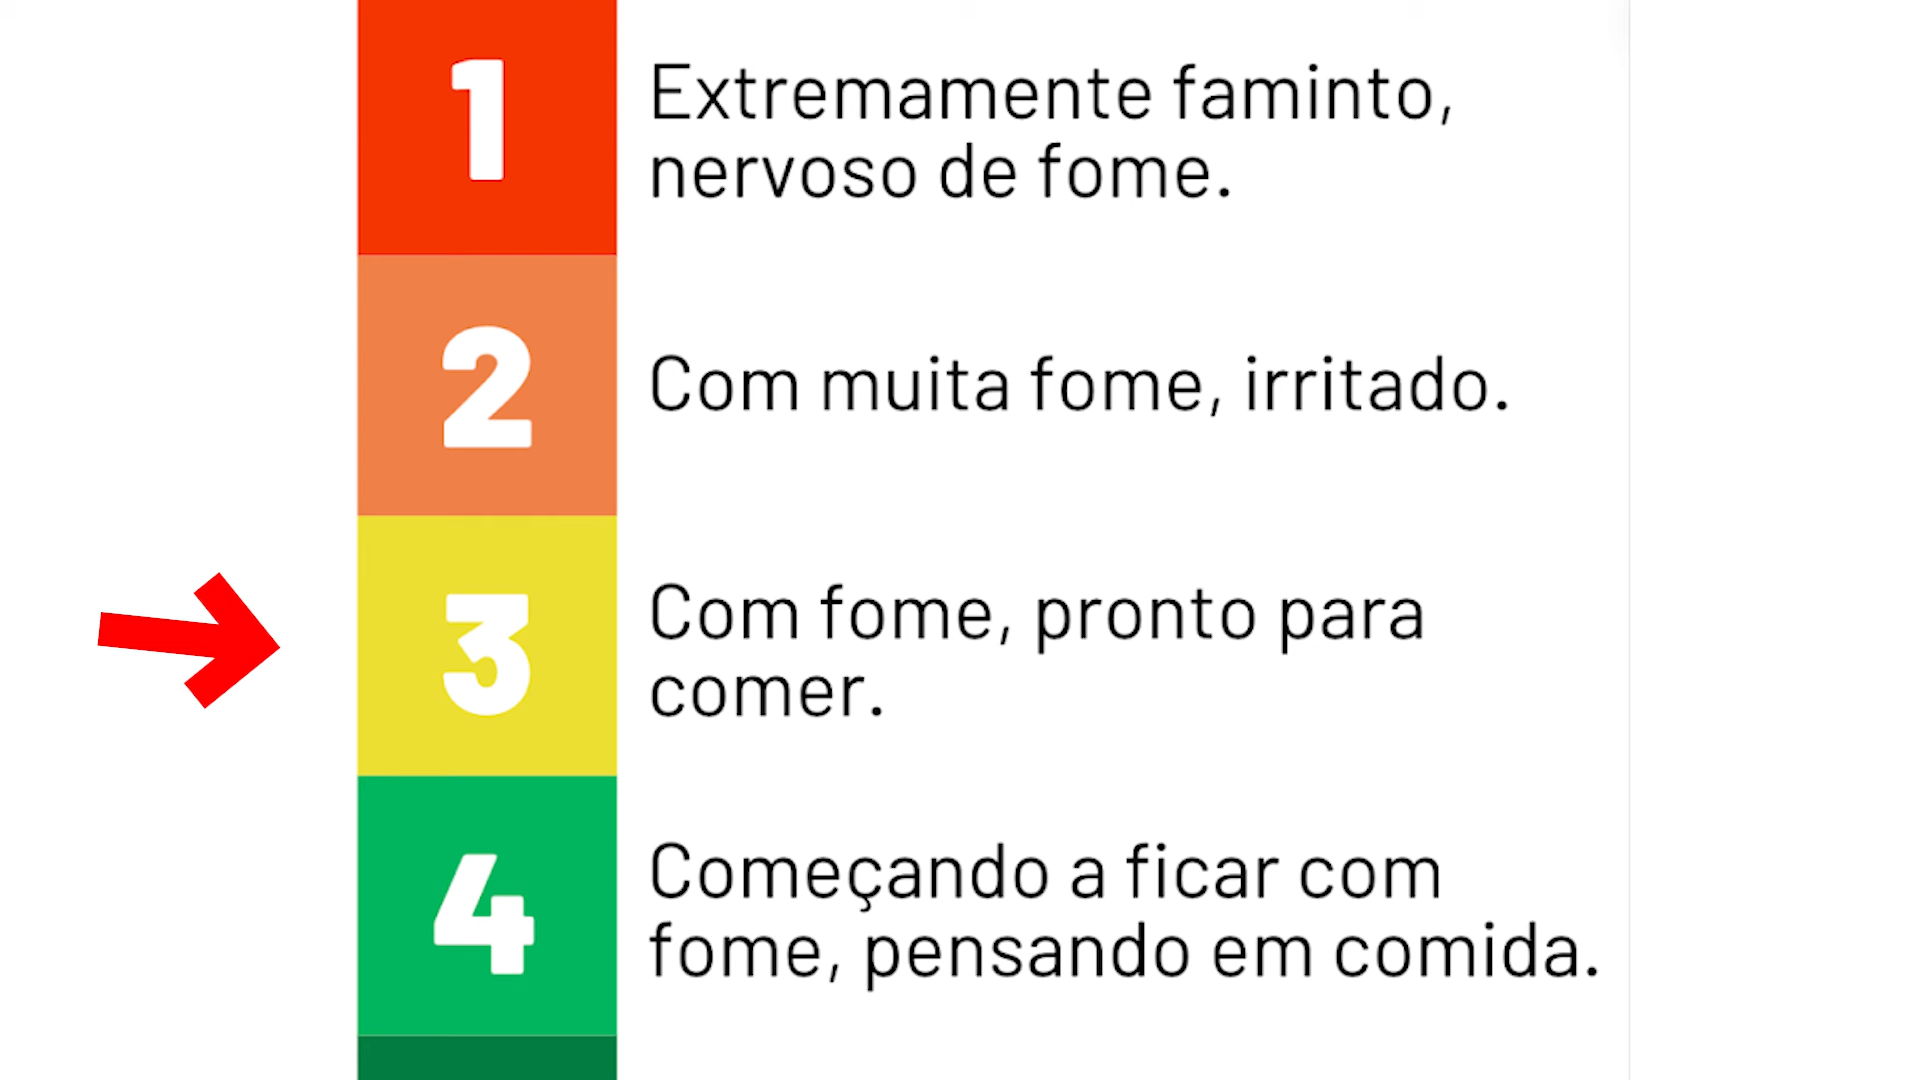 1
Extremamente faminto,
nervoso de fome.
2
Com muita fome, irritado.
3
Com fome, pronto para
comer.
4
Começando a ficar com
fome, pensando em comida.